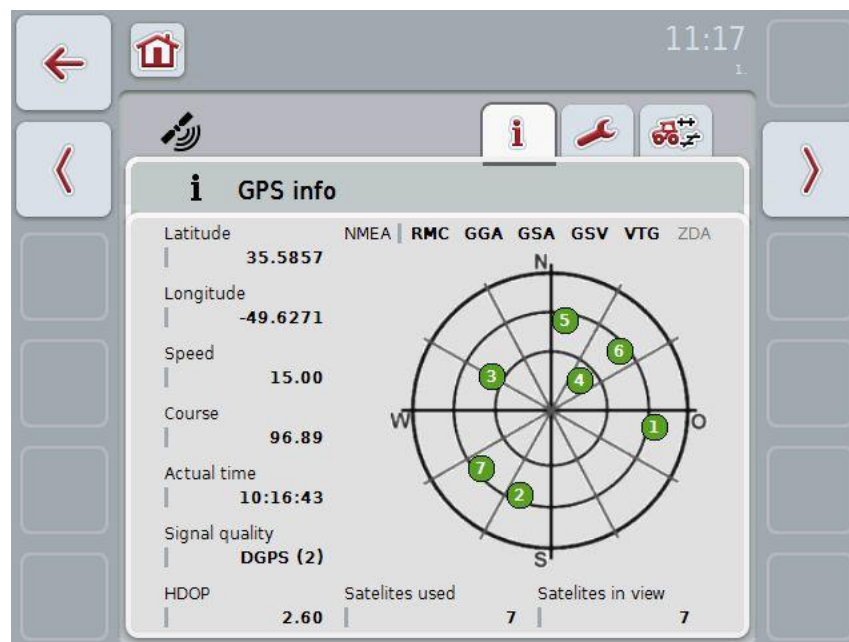 11:17
1.
i
i GPS info
Latitude
35.5857
NMEA RMC GGA GSA GSV VTG ZDA
Longitude
-49.6271
Speed
15.00
Course
96.89
Actual time
10:16:43
Signal quality
DGPS (2)
N
5
6
3
4
W
1
O
7
2
S
HDOP
2.60
Satelites used
7
Satelites in view
7